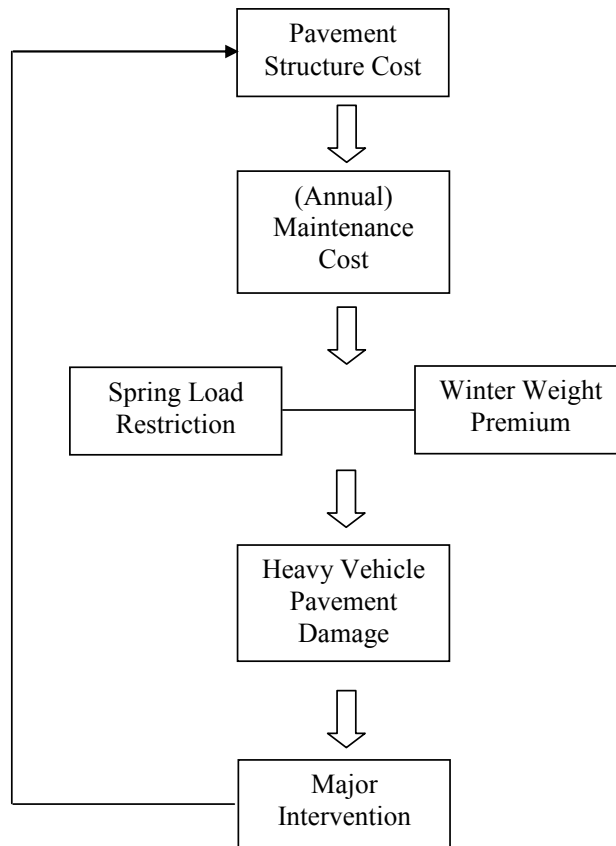 Pavement
Structure Cost
(Annual)
Maintenance
Cost
Spring Load
Restriction
Winter Weight
Premium
Heavy Vehicle
Pavement
Damage
Major
Intervention